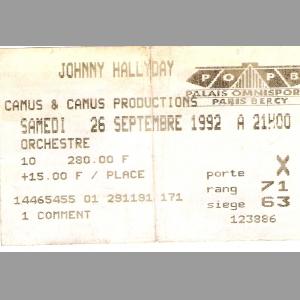 JOHNNY HALLYDAY
POPB
PALAIS OMNISPOR
PARIS BERCY
CAMUS & CAMUS PRODUCTIONS
SAMEDI 26 SEPTEMBRE 1992 A 21H00
ORCHESTRE
10 280.00 F
+15.00 F / PLACE
porte X
rang 71
siege 63
14465455 01 291191 171
1 COMMENT
123886